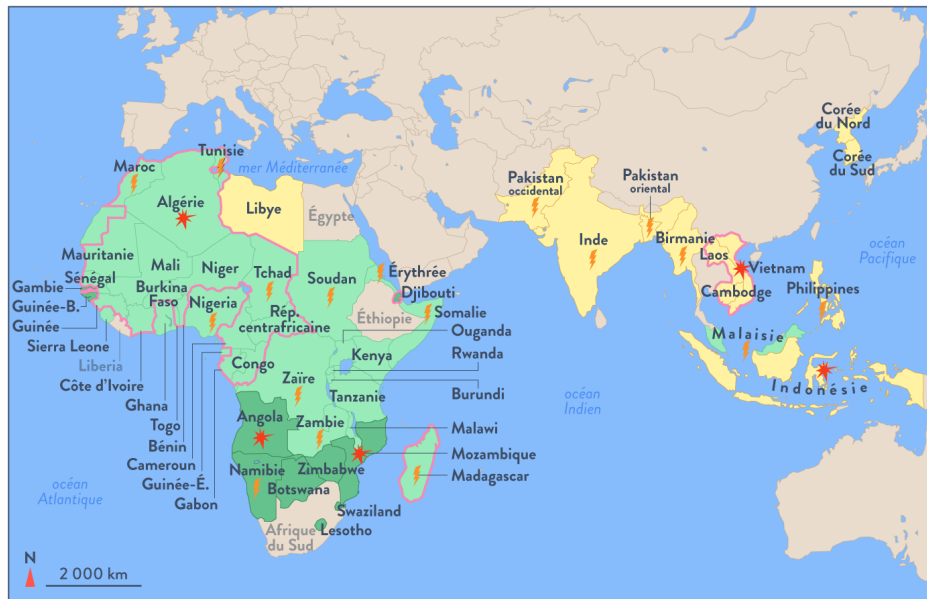 Corée
du Nord
Corée
du Sud
Tunisie
mer Méditerranée
Maroc
Pakistan
occidental
Pakistan
oriental
Algérie
Libye
Égypte
Inde
Birmanie
océan
Pacifique
Mauritanie
Mali
Niger
Tchad
Soudan
Érythrée
Laos
Vietnam
Sénégal
Gambie
Burkina
Faso
Nigeria
Djibouti
Cambodge
Philippines
Guinée-B.
Somalie
Guinée
Rép.
centrafricaine
Éthiopie
Ouganda
Malaisie
Sierra Leone
Liberia
Congo
Kenya
Rwanda
Côte d'Ivoire
Zaïre
Burundi
Indonésie
Ghana
Tanzanie
océan
Indien
Togo
Angola
Zambie
Malawi
Bénin
Mozambique
Cameroun
Namibie
Zimbabwe
Madagascar
Guinée-É.
océan
Atlantique
Botswana
Gabon
Swaziland
Afrique
du Sud
Lesotho
N
2 000 km